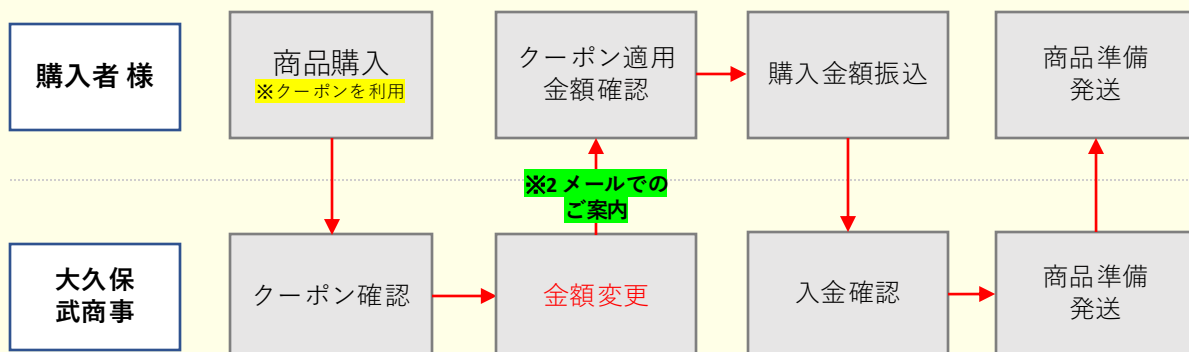 購入者 様
商品購入
※クーポンを利用
クーポン適用
金額確認
購入金額振込
商品準備
発送
※2 メールでの
ご案内
大久保
武商事
クーポン確認
金額変更
入金確認
商品準備
発送